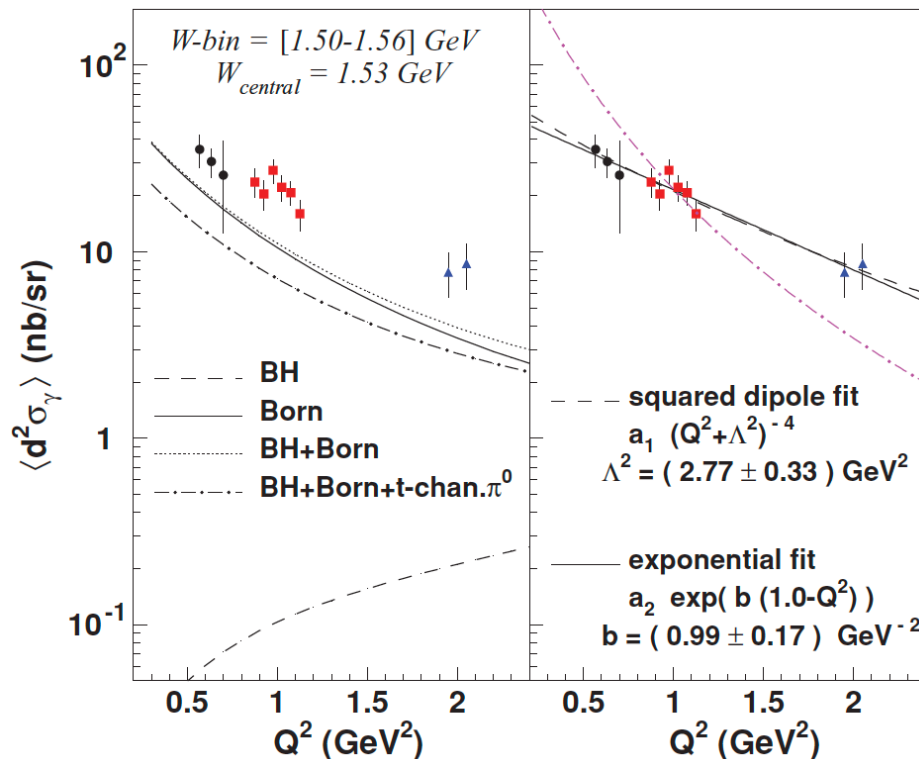 W-bin = [1.50-1.56] GeV
W_central = 1.53 GeV
⟨d²σ_γ⟩ (nb/sr)
10²
10
1
10⁻¹
BH
Born
BH+Born
BH+Born+t-chan.π⁰
0.5 1 1.5 2
Q² (GeV²)
squared dipole fit
a₁ (Q²+Λ²)⁻⁴
Λ² = ( 2.77 ± 0.33 ) GeV²
exponential fit
a₂ exp( b (1.0-Q²) )
b = ( 0.99 ± 0.17 ) GeV⁻²
0.5 1 1.5 2
Q² (GeV²)